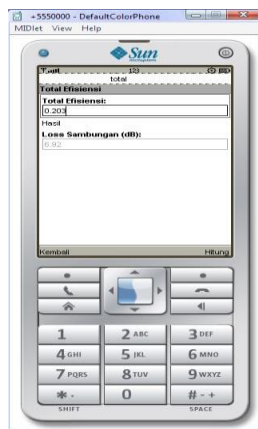 +5550000 - DefaultColorPhone
MIDlet View Help
Sun
123
total
Total Efisiensi
Total Efisiensi:
0.203
Hasil
Loss Sambungan (dB):
6.92
Kembali Hitung
1 2 ABC 3 DEF
4 GHI 5 JKL 6 MNO
7 PQRS 8 TUV 9 WXYZ
* . 0 # - +
SHIFT SPACE